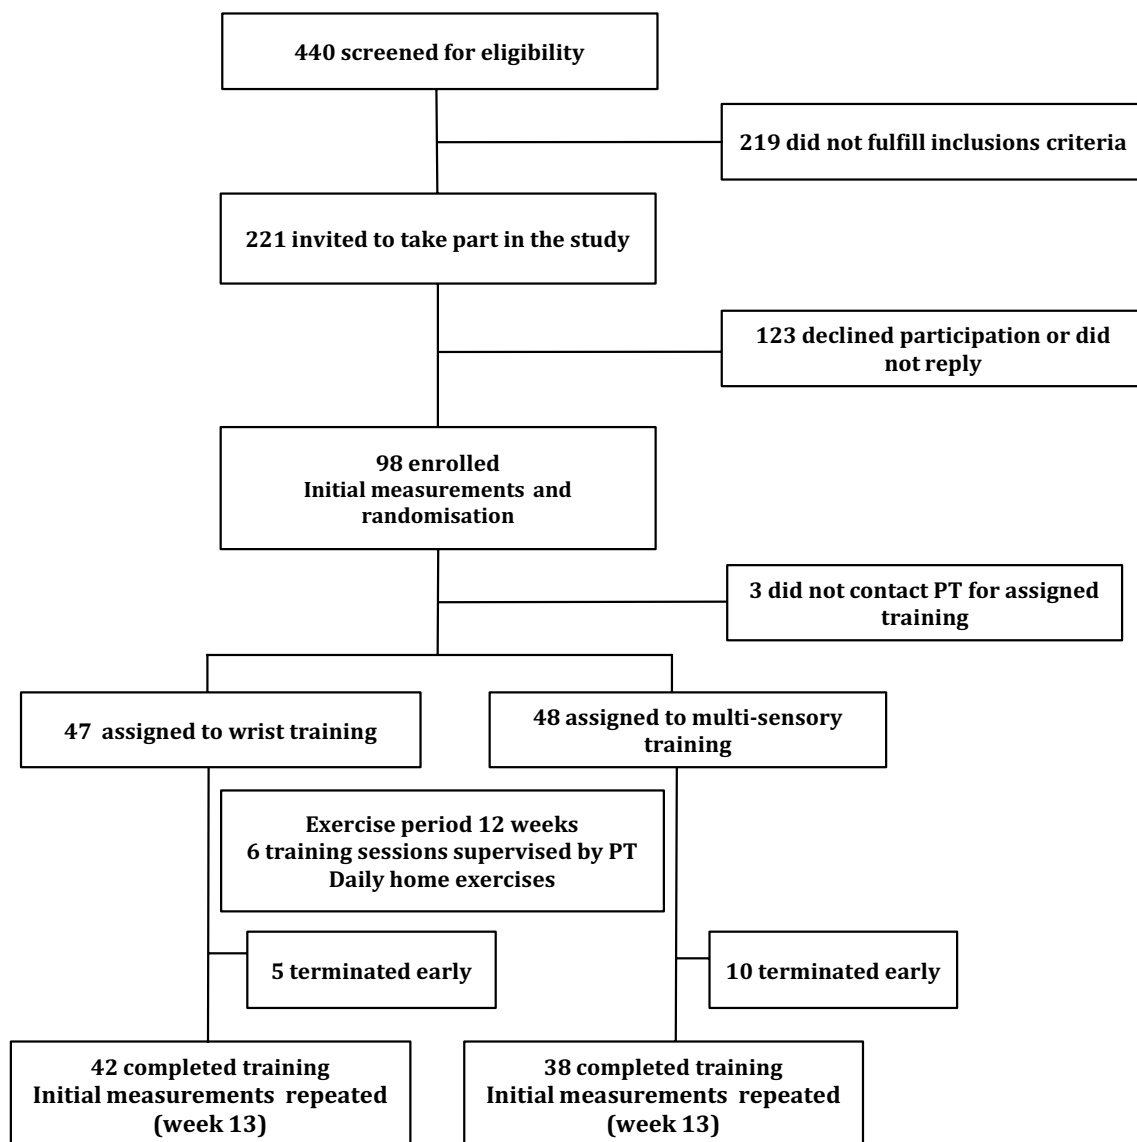 440 screened for eligibility
219 did not fulfill inclusions criteria
221 invited to take part in the study
123 declined participation or did
not reply
98 enrolled
Initial measurements and
randomisation
3 did not contact PT for assigned
training
47 assigned to wrist training
48 assigned to multi-sensory
training
Exercise period 12 weeks
6 training sessions supervised by PT
Daily home exercises
5 terminated early
10 terminated early
42 completed training
Initial measurements repeated
(week 13)
38 completed training
Initial measurements repeated
(week 13)